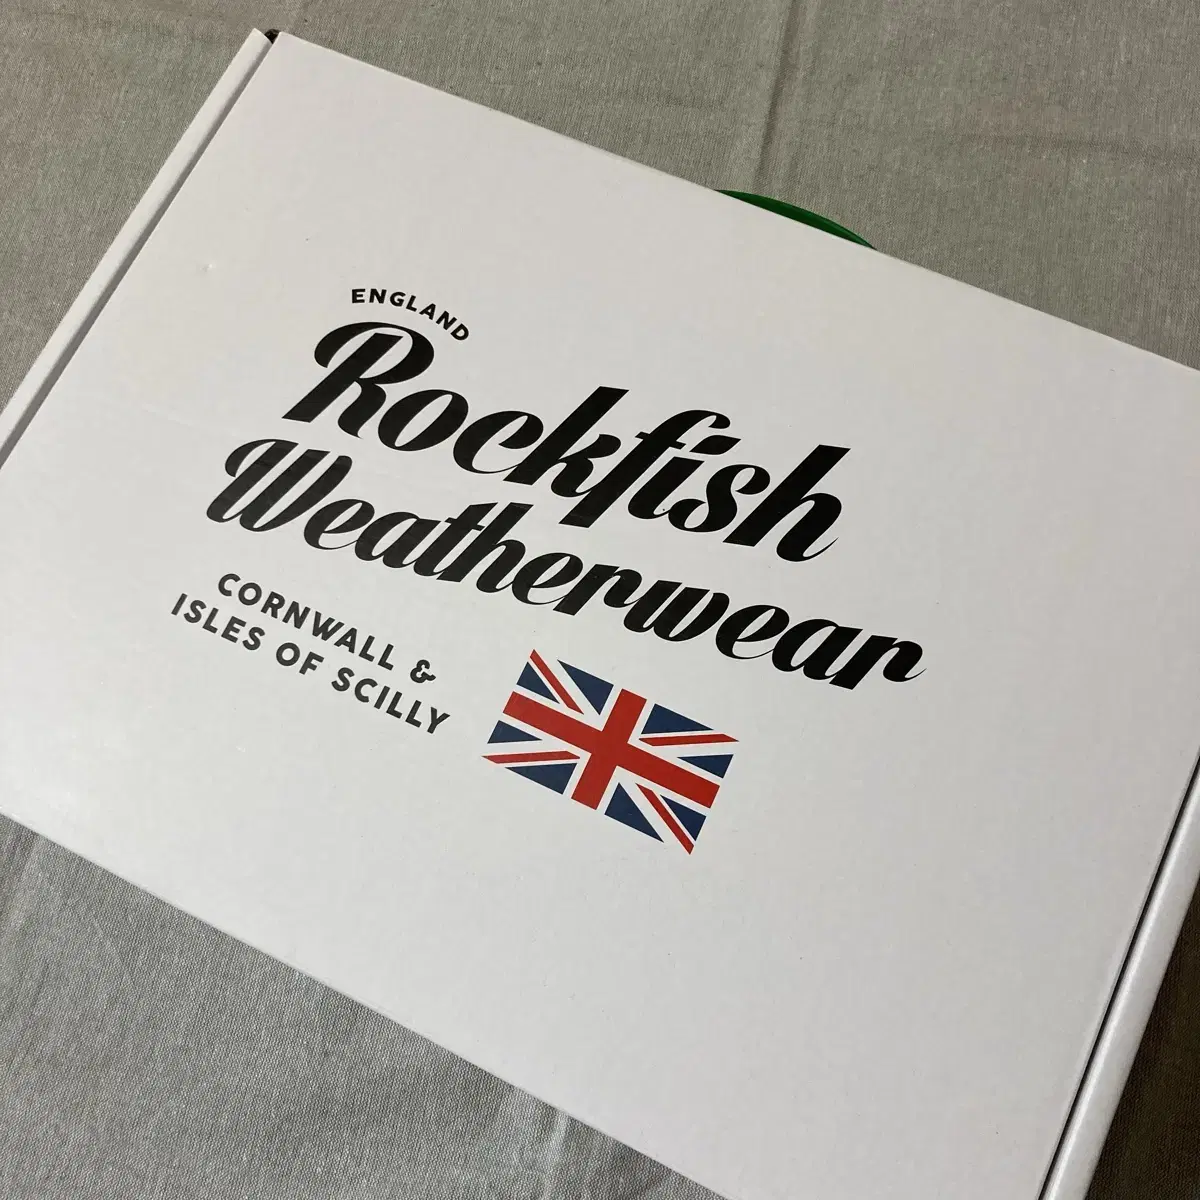 ENGLAND
Rockfish
Weatherwear
CORNWALL &
ISLES OF SCILLY